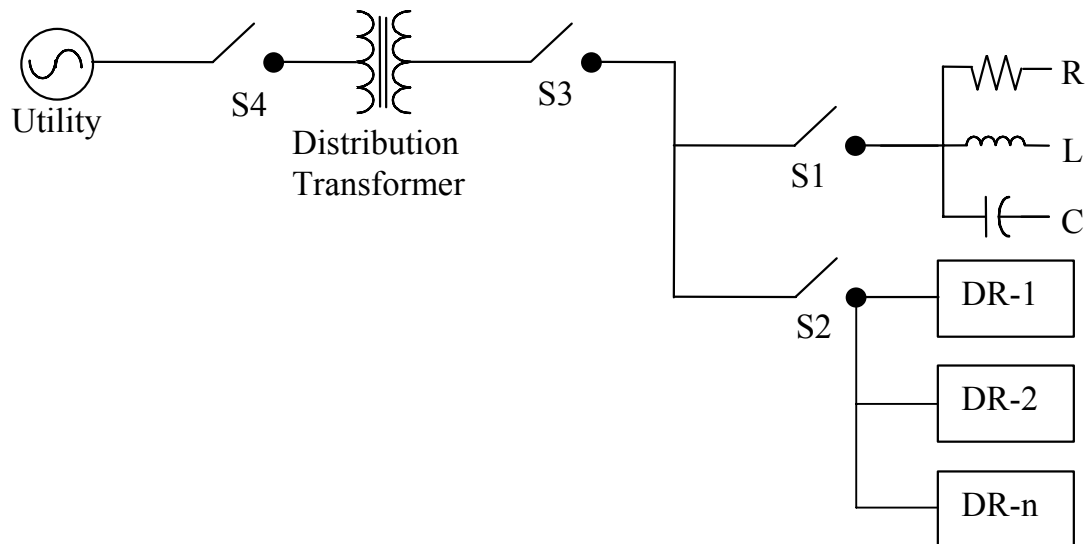 Utility
S4
Distribution
Transformer
S3
S1
R
L
C
S2
DR-1
DR-2
DR-n